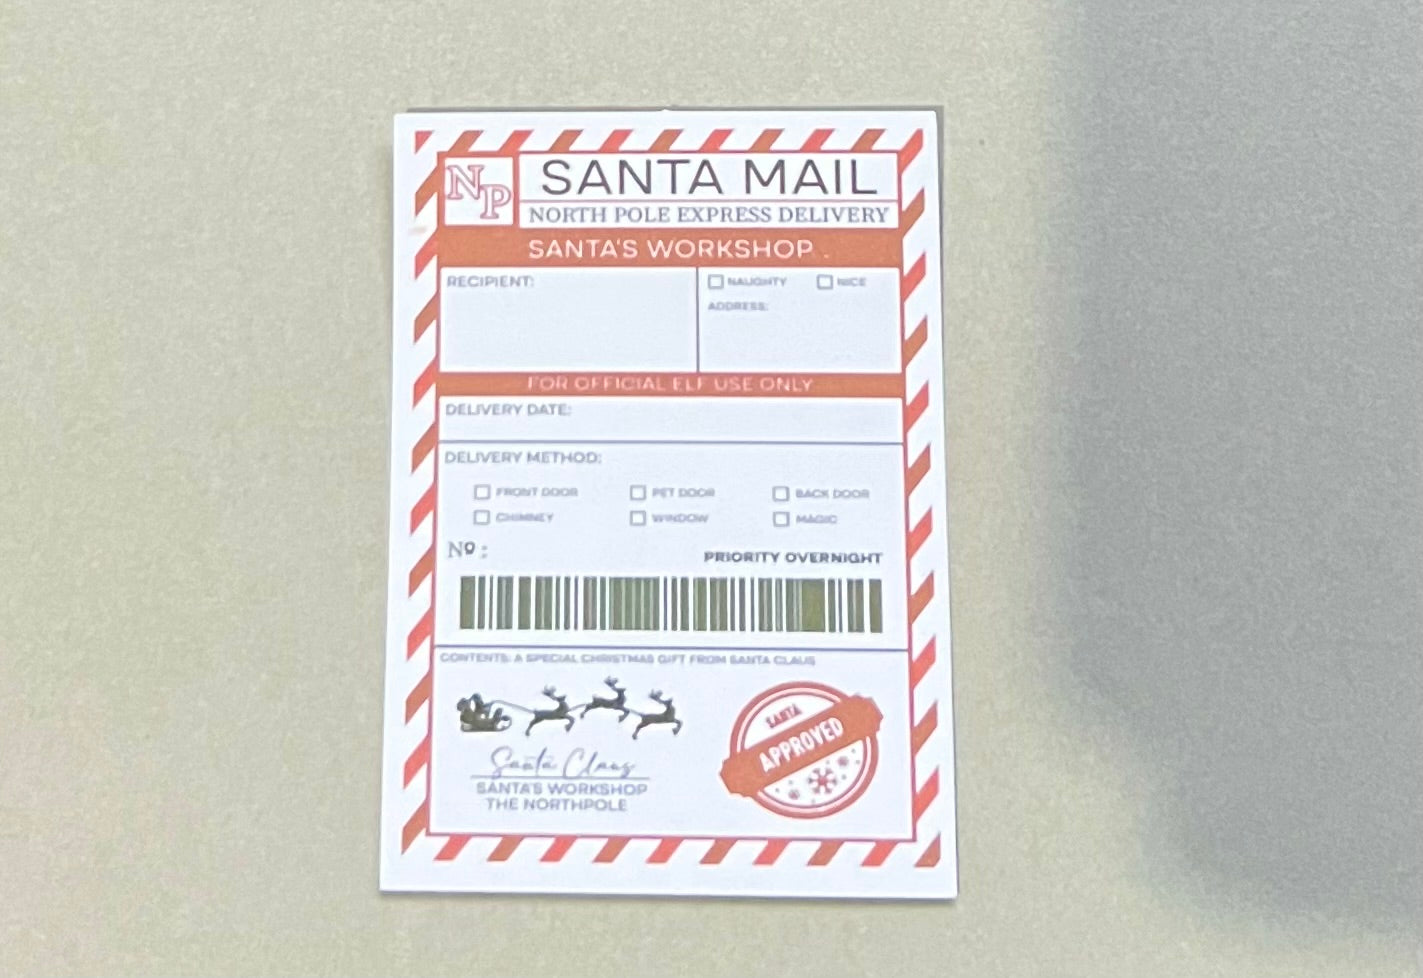 NP
SANTA MAIL
NORTH POLE EXPRESS DELIVERY
SANTA'S WORKSHOP
RECIPIENT:
NAUGHTY NICE
ADDRESS:
FOR OFFICIAL ELF USE ONLY
DELIVERY DATE:
DELIVERY METHOD:
FRONT DOOR PET DOOR BACK DOOR
CHIMNEY WINDOW MAGIC
Nº :
PRIORITY OVERNIGHT
CONTENTS: A SPECIAL CHRISTMAS GIFT FROM SANTA CLAUS
Santa Claus
SANTA'S WORKSHOP
THE NORTHPOLE
SANTA
APPROVED